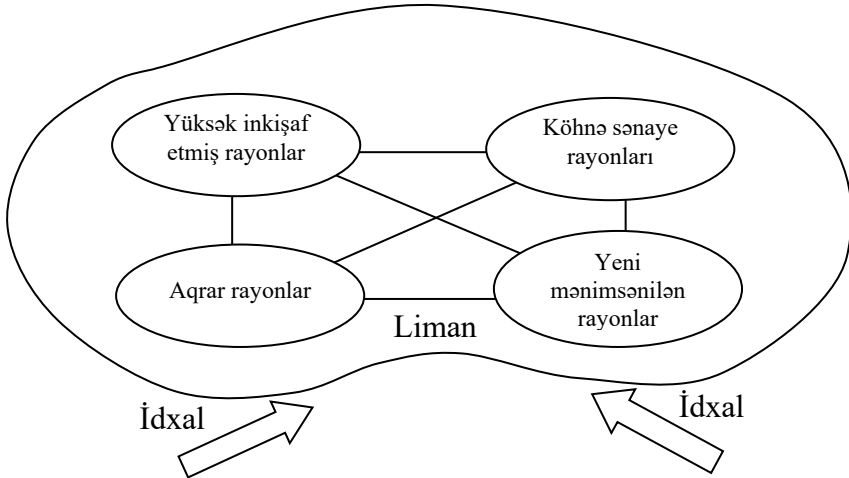 Yüksək inkişaf
etmiş rayonlar
Köhnə sənaye
rayonları
Aqrar rayonlar
Yeni
mənimsənilən
rayonlar
Liman
İdxal
İdxal